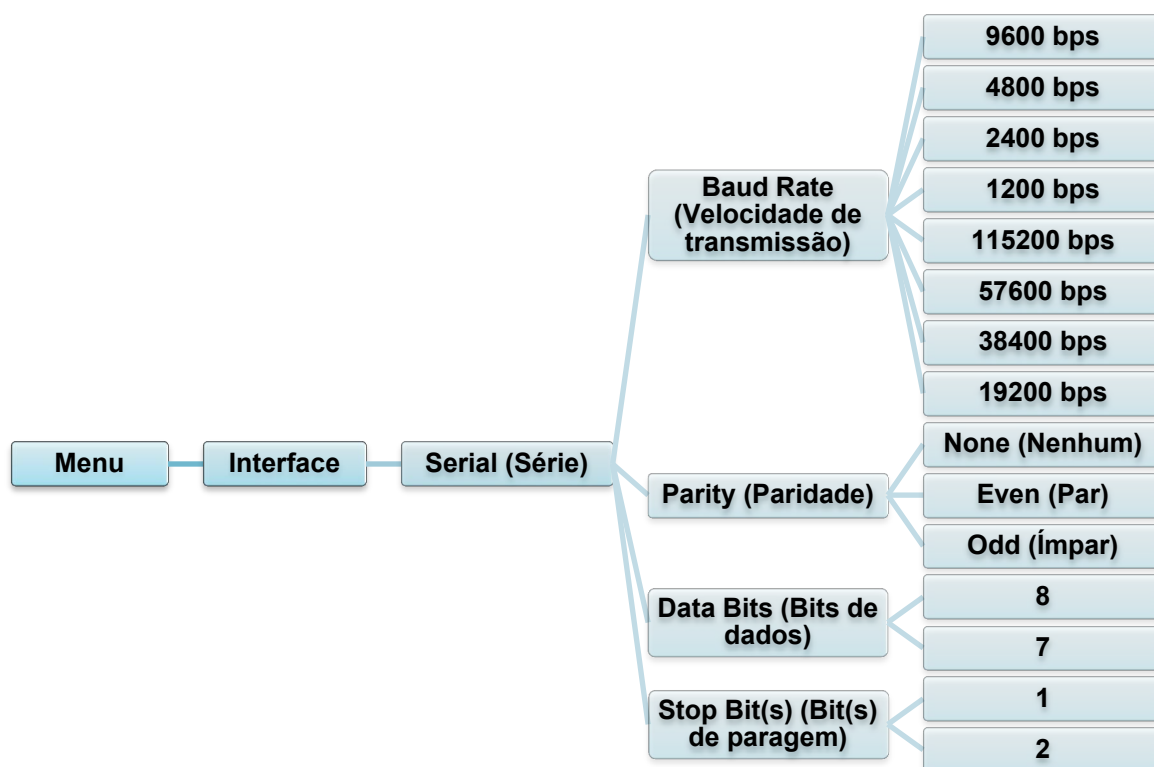 9600 bps
4800 bps
2400 bps
1200 bps
115200 bps
57600 bps
38400 bps
19200 bps
Baud Rate
(Velocidade de
transmissão)
Menu
Interface
Serial (Série)
None (Nenhum)
Even (Par)
Odd (Ímpar)
Parity (Paridade)
8
7
Data Bits (Bits de
dados)
1
2
Stop Bit(s) (Bit(s)
de paragem)